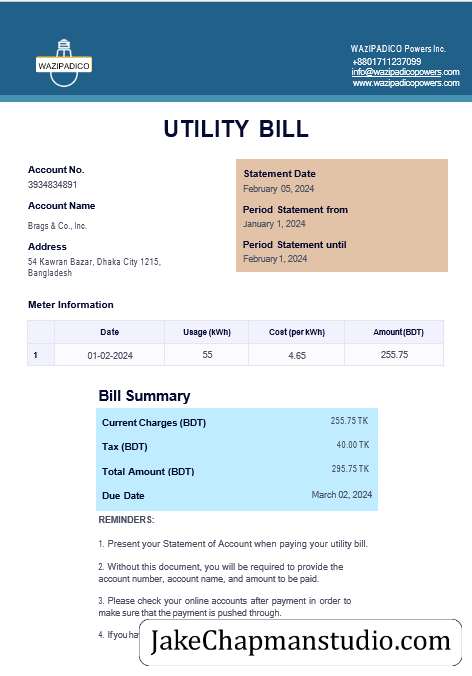 WAZIPADICO
WAZIPADICO Powers Inc.
+8801711237099
info@wazipadicopowers.com
www.wazipadicopowers.com
UTILITY BILL
Account No.
3934834891
Account Name
Brags & Co., Inc.
Address
54 Kawran Bazar, Dhaka City 1215,
Bangladesh
Statement Date
February 05, 2024
Period Statement from
January 1, 2024
Period Statement until
February 1, 2024
Meter Information
Date Usage (kWh) Cost (per kWh) Amount (BDT)
1 01-02-2024 55 4.65 255.75
Bill Summary
Current Charges (BDT) 255.75 TK
Tax (BDT) 40.00 TK
Total Amount (BDT) 295.75 TK
Due Date March 02, 2024
REMINDERS:
1. Present your Statement of Account when paying your utility bill.
2. Without this document, you will be required to provide the
account number, account name, and amount to be paid.
3. Please check your online accounts after payment in order to
make sure that the payment is pushed through.
4. If you
JakeChapmanstudio.com